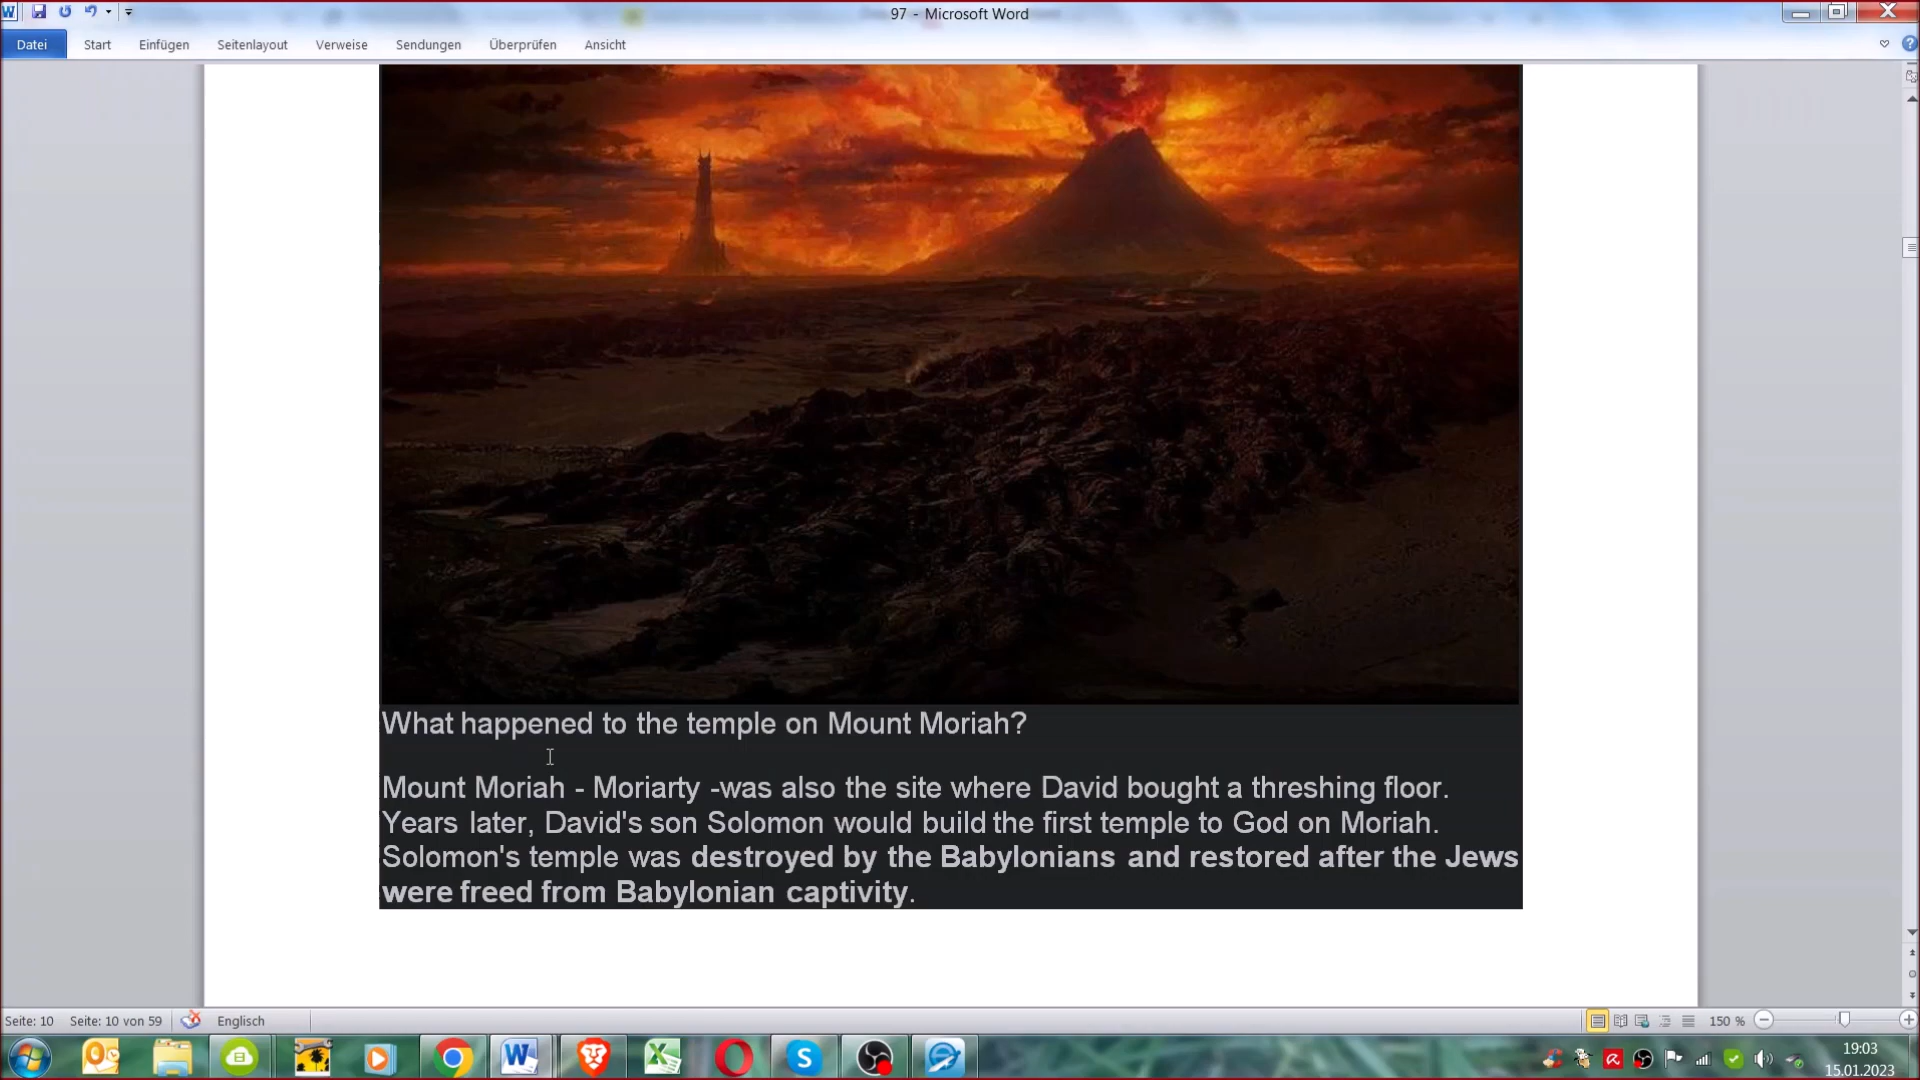 97 - Microsoft Word
Datei Start Einfügen Seitenlayout Verweise Sendungen Überprüfen Ansicht
What happened to the temple on Mount Moriah?
Mount Moriah - Moriarty -was also the site where David bought a threshing floor.
Years later, David's son Solomon would build the first temple to God on Moriah.
Solomon's temple was destroyed by the Babylonians and restored after the Jews
were freed from Babylonian captivity.
Seite: 10 Seite: 10 von 59 Englisch 150 %
19:03
15.01.2023